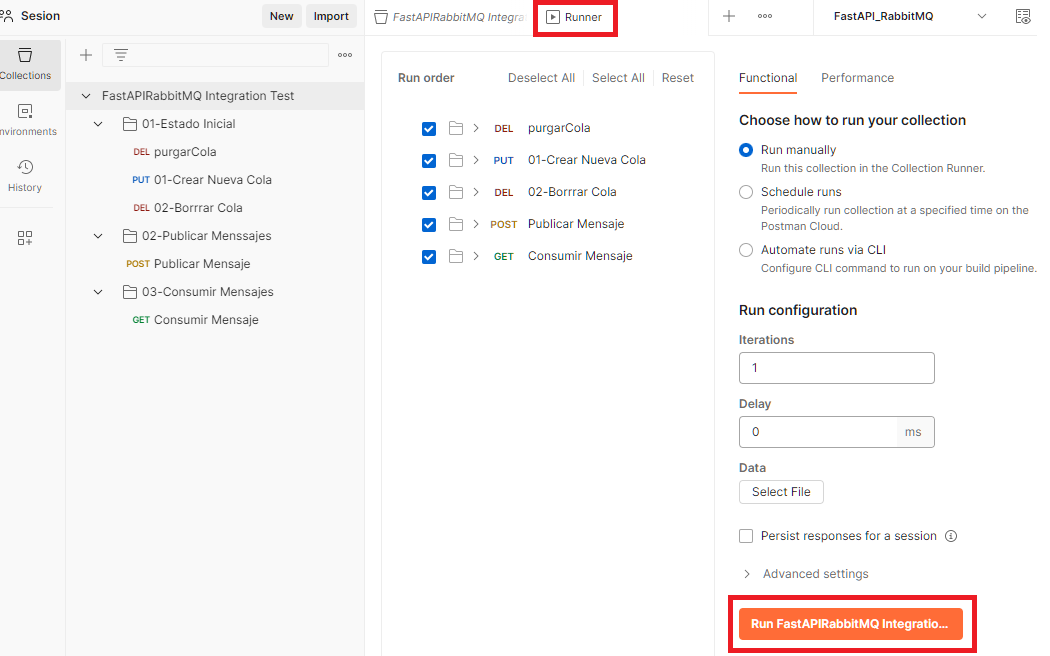 Sesion
New
Import
FastAPIRabbitMQ Integra
Runner
FastAPI_RabbitMQ
Collections
nvironments
History
FastAPIRabbitMQ Integration Test
01-Estado Inicial
DEL purgarCola
PUT 01-Crear Nueva Cola
DEL 02-Borrrar Cola
02-Publicar Menssajes
POST Publicar Mensaje
03-Consumir Mensajes
GET Consumir Mensaje
Run order
Deselect All
Select All
Reset
DEL purgarCola
PUT 01-Crear Nueva Cola
DEL 02-Borrrar Cola
POST Publicar Mensaje
GET Consumir Mensaje
Functional
Performance
Choose how to run your collection
Run manually
Run this collection in the Collection Runner.
Schedule runs
Periodically run collection at a specified time on the
Postman Cloud.
Automate runs via CLI
Configure CLI command to run on your build pipeline.
Run configuration
Iterations
1
Delay
0 ms
Data
Select File
Persist responses for a session
Advanced settings
Run FastAPIRabbitMQ Integratio...